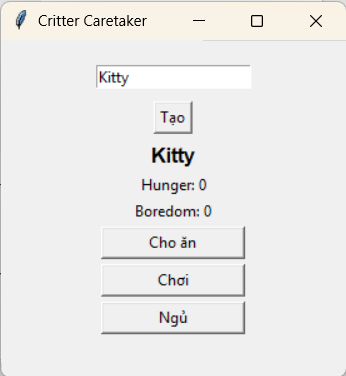 Critter Caretaker
Kitty
Tạo
Kitty
Hunger: 0
Boredom: 0
Cho ăn
Chơi
Ngủ